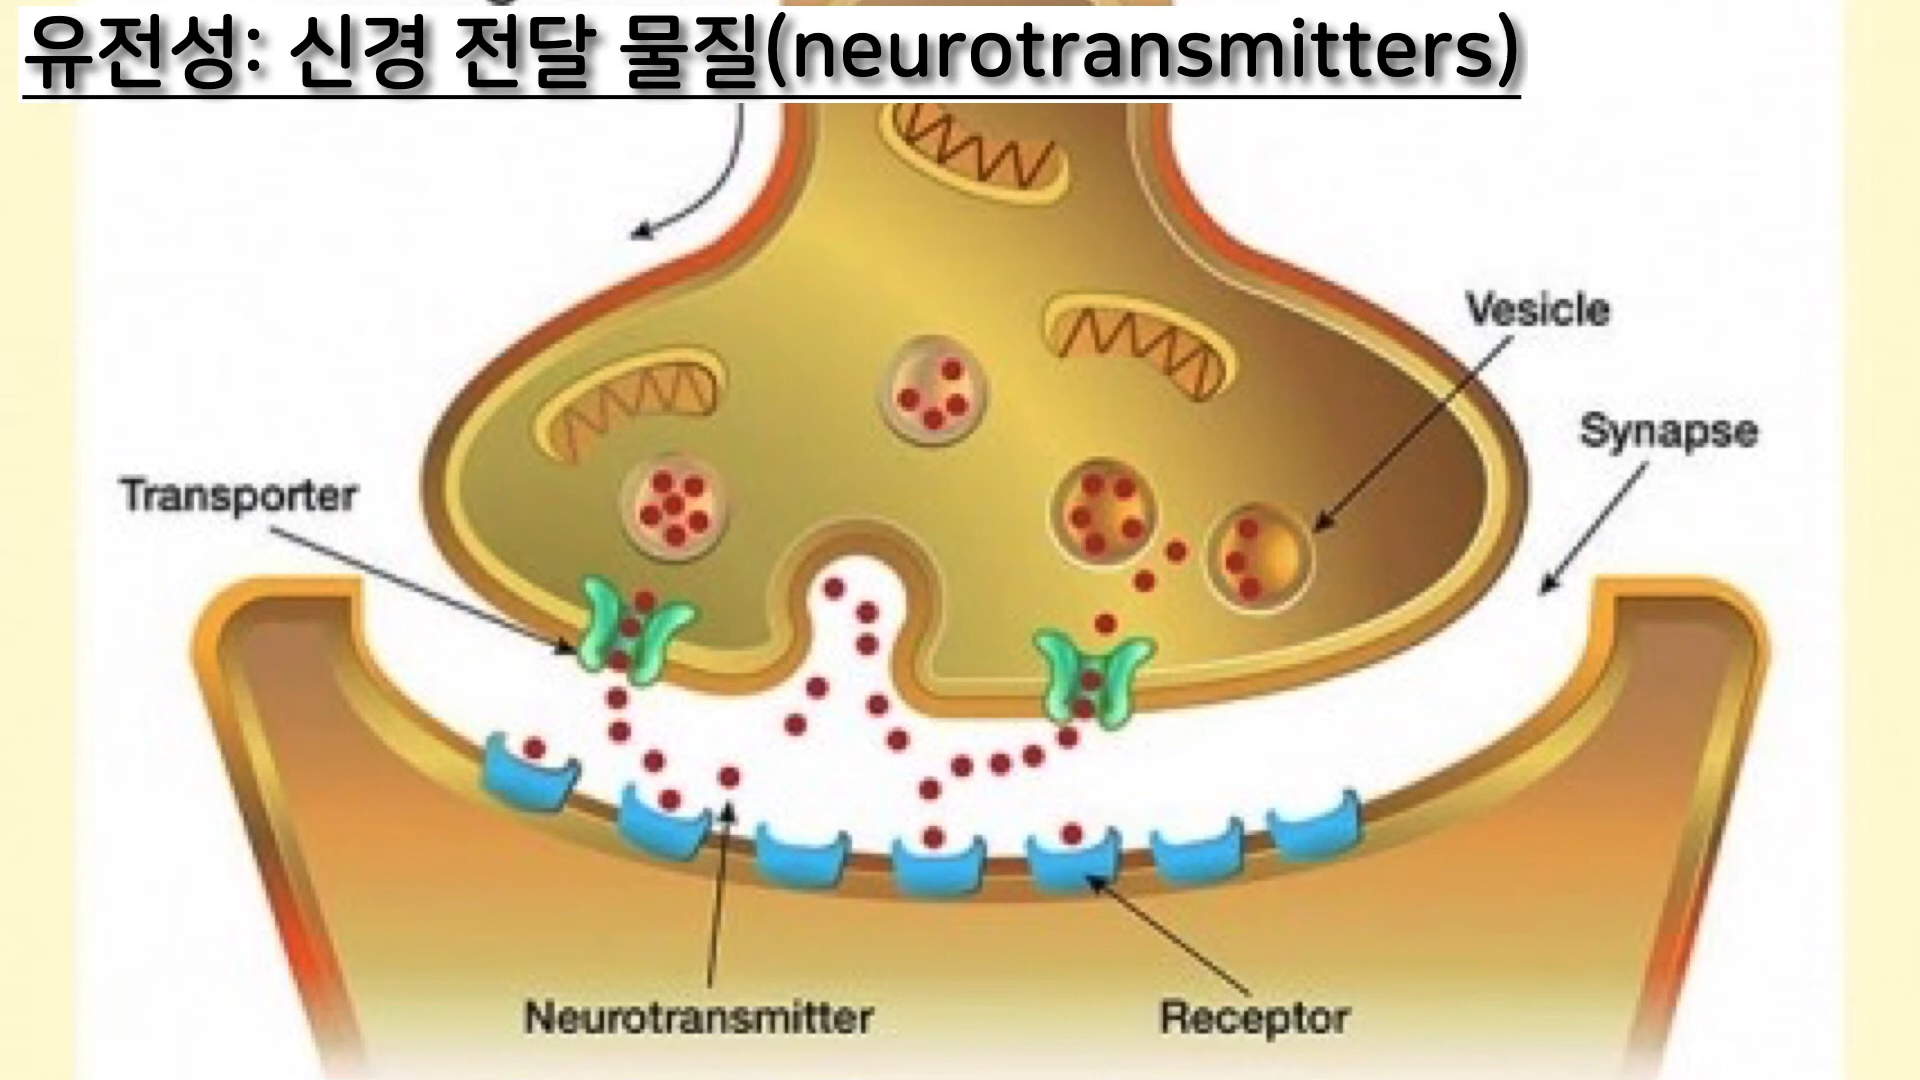 유전성: 신경 전달 물질(neurotransmitters)
Vesicle
Synapse
Transporter
Neurotransmitter
Receptor